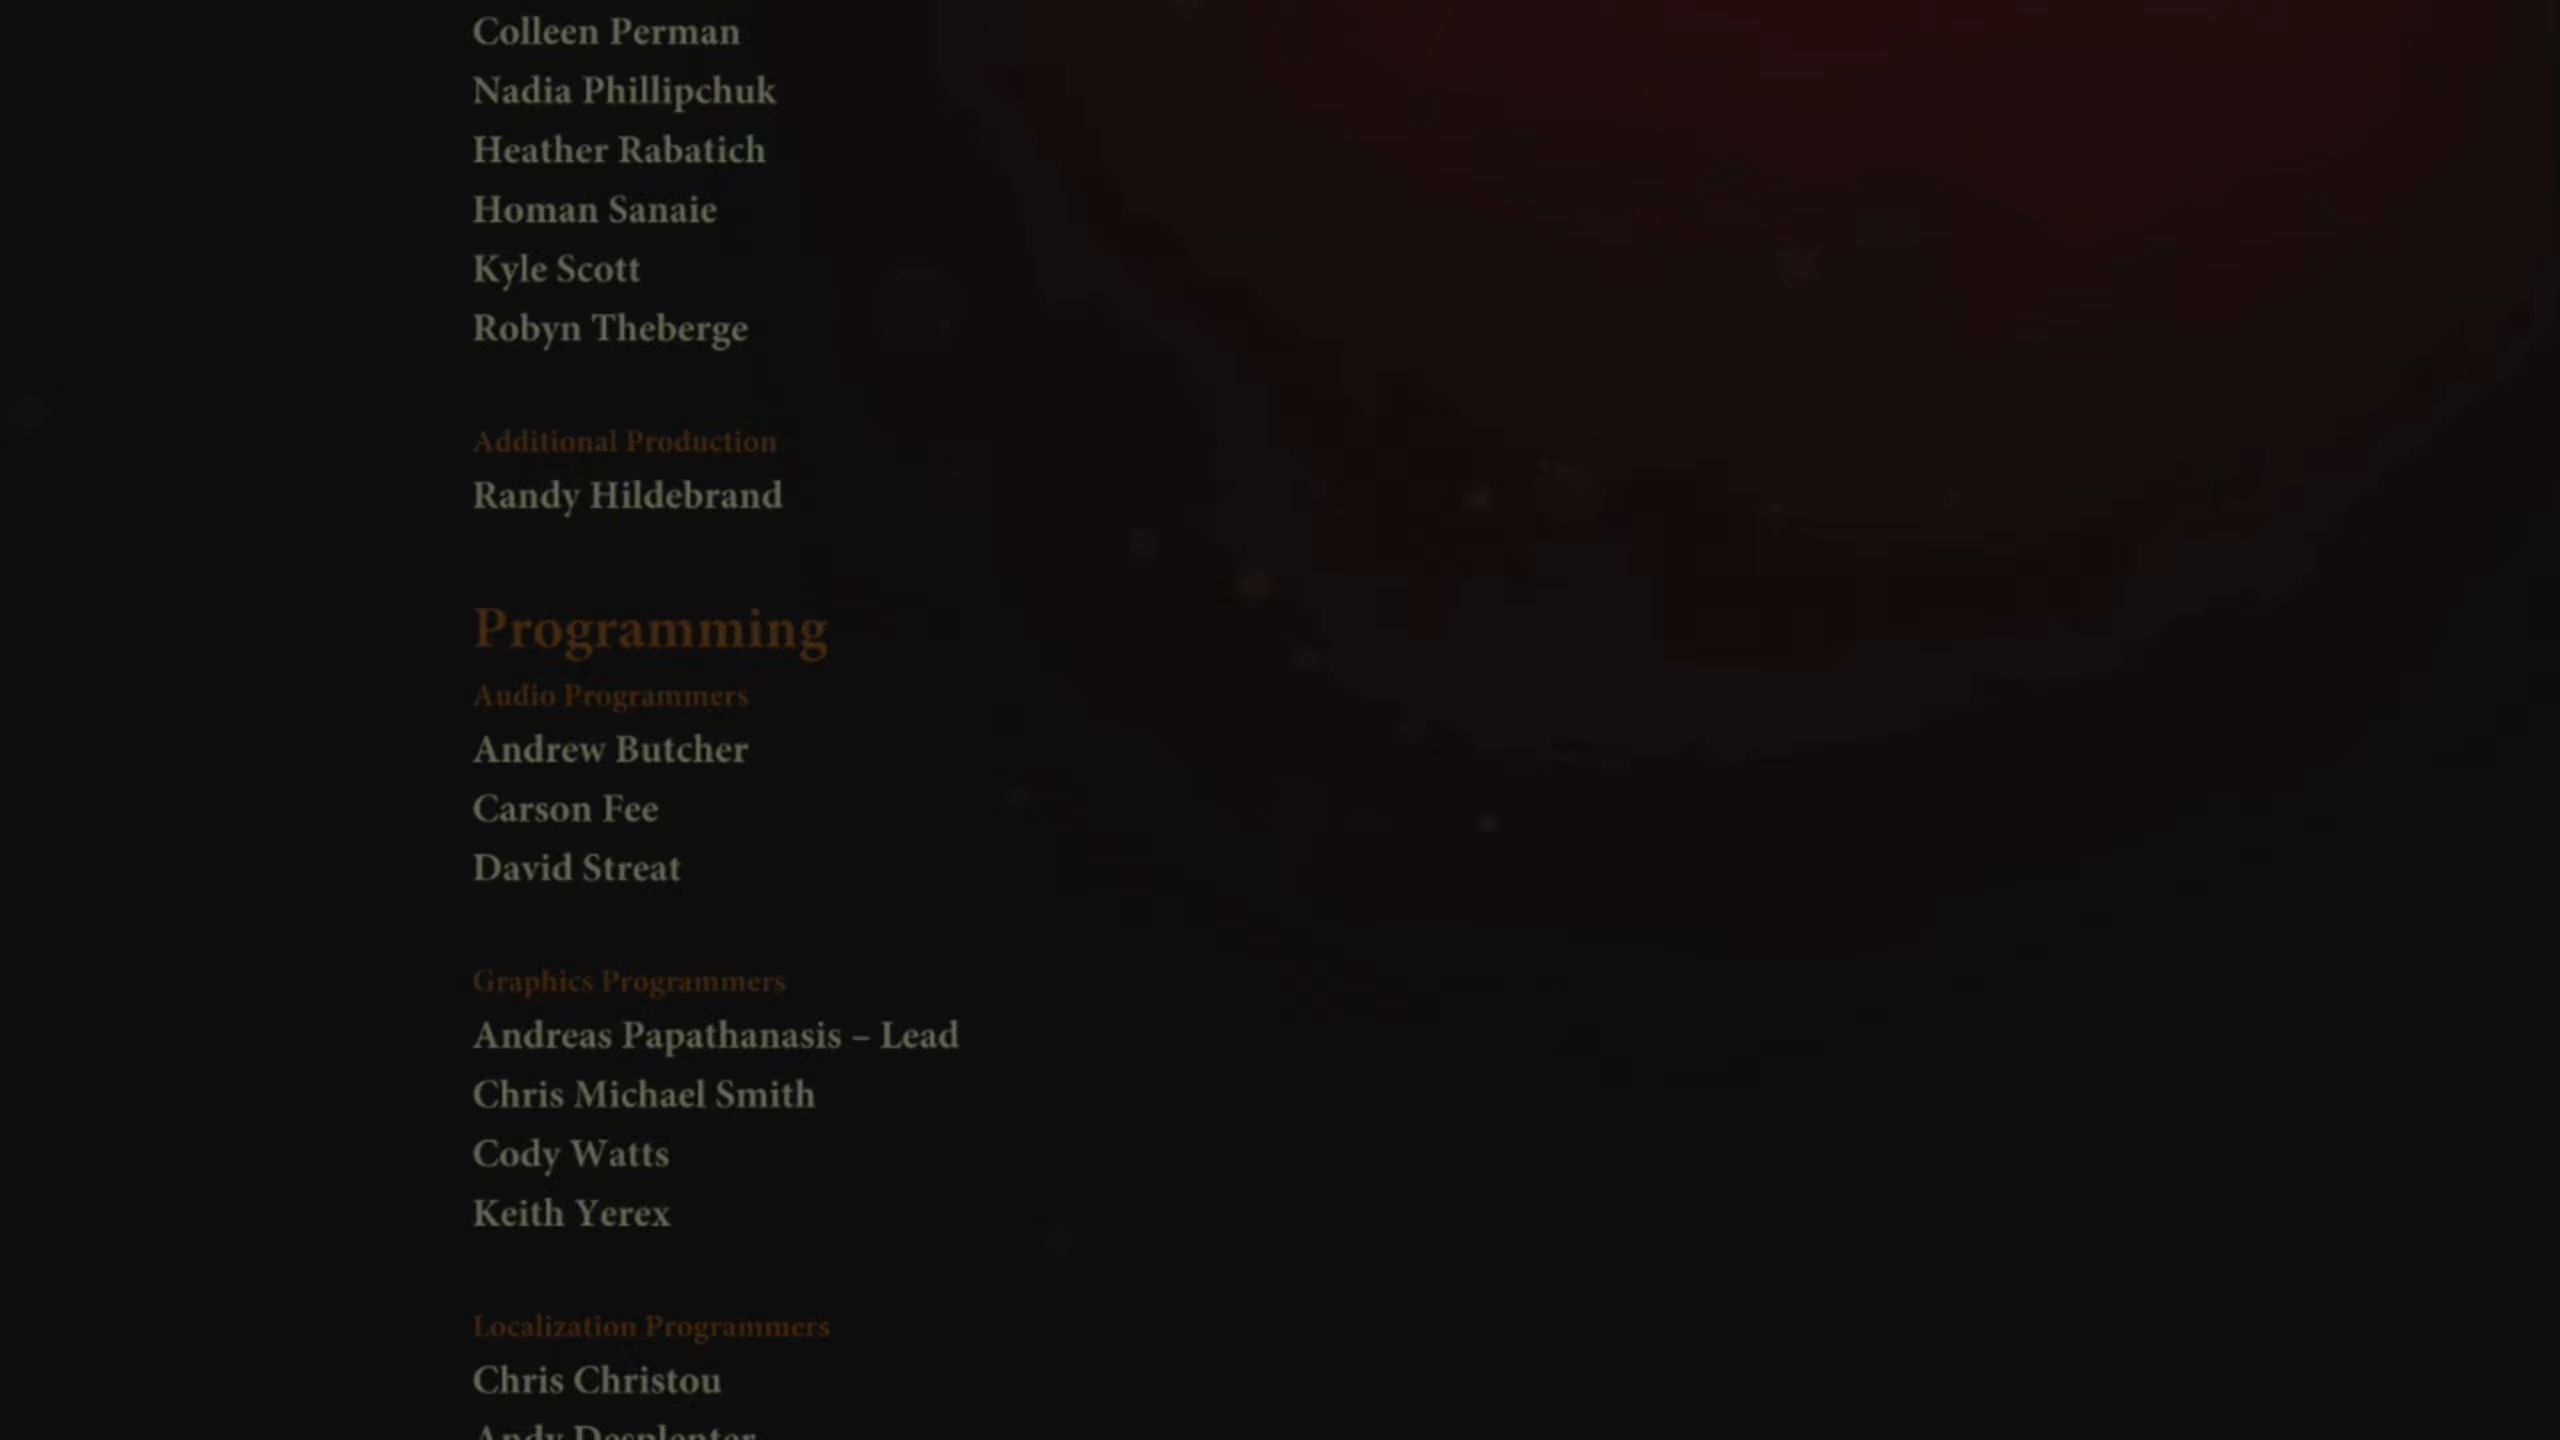 Colleen Perman
Nadia Phillipchuk
Heather Rabatich
Homan Sanaie
Kyle Scott
Robyn Theberge
Additional Production
Randy Hildebrand
Programming
Audio Programmers
Andrew Butcher
Carson Fee
David Streat
Graphics Programmers
Andreas Papathanasis – Lead
Chris Michael Smith
Cody Watts
Keith Yerex
Localization Programmers
Chris Christou
Andy Desplenter